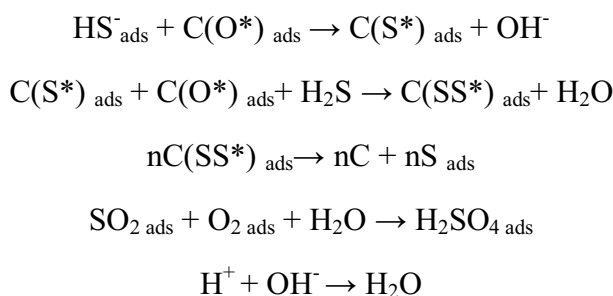 HS⁻ads + C(O*) ads → C(S*) ads + OH⁻
C(S*) ads + C(O*) ads+ H₂S → C(SS*) ads+ H₂O
nC(SS*) ads→ nC + nS ads
SO₂ ads + O₂ ads + H₂O → H₂SO₄ ads
H⁺ + OH⁻ → H₂O